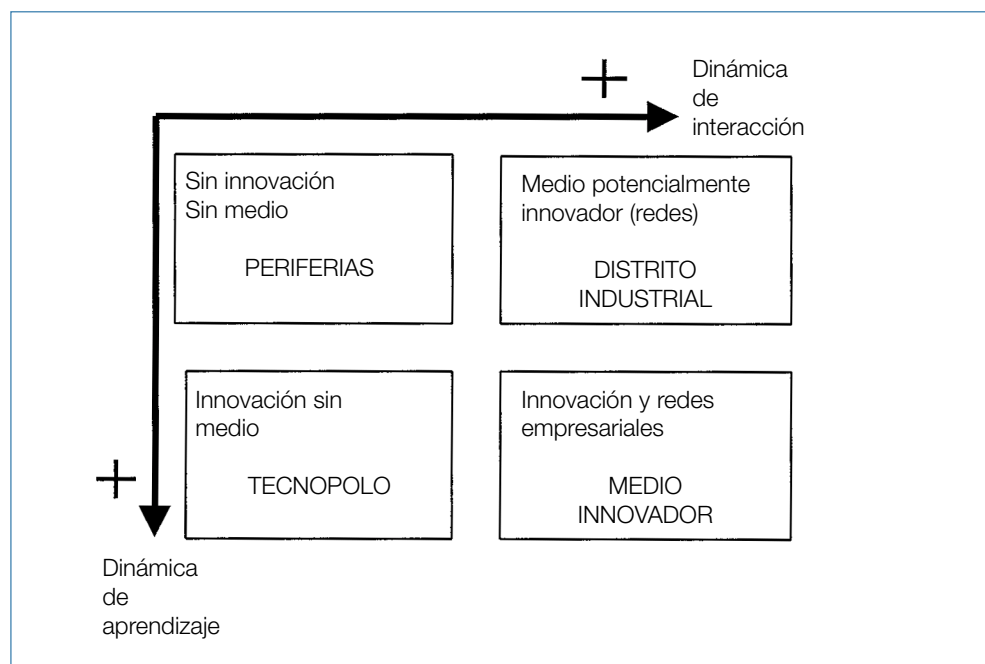 +
Dinámica
de
interacción
Sin innovación
Sin medio
PERIFERIAS
Medio potencialmente
innovador (redes)
DISTRITO
INDUSTRIAL
Innovación sin
medio
TECNOPOLO
Innovación y redes
empresariales
MEDIO
INNOVADOR
+
Dinámica
de
aprendizaje